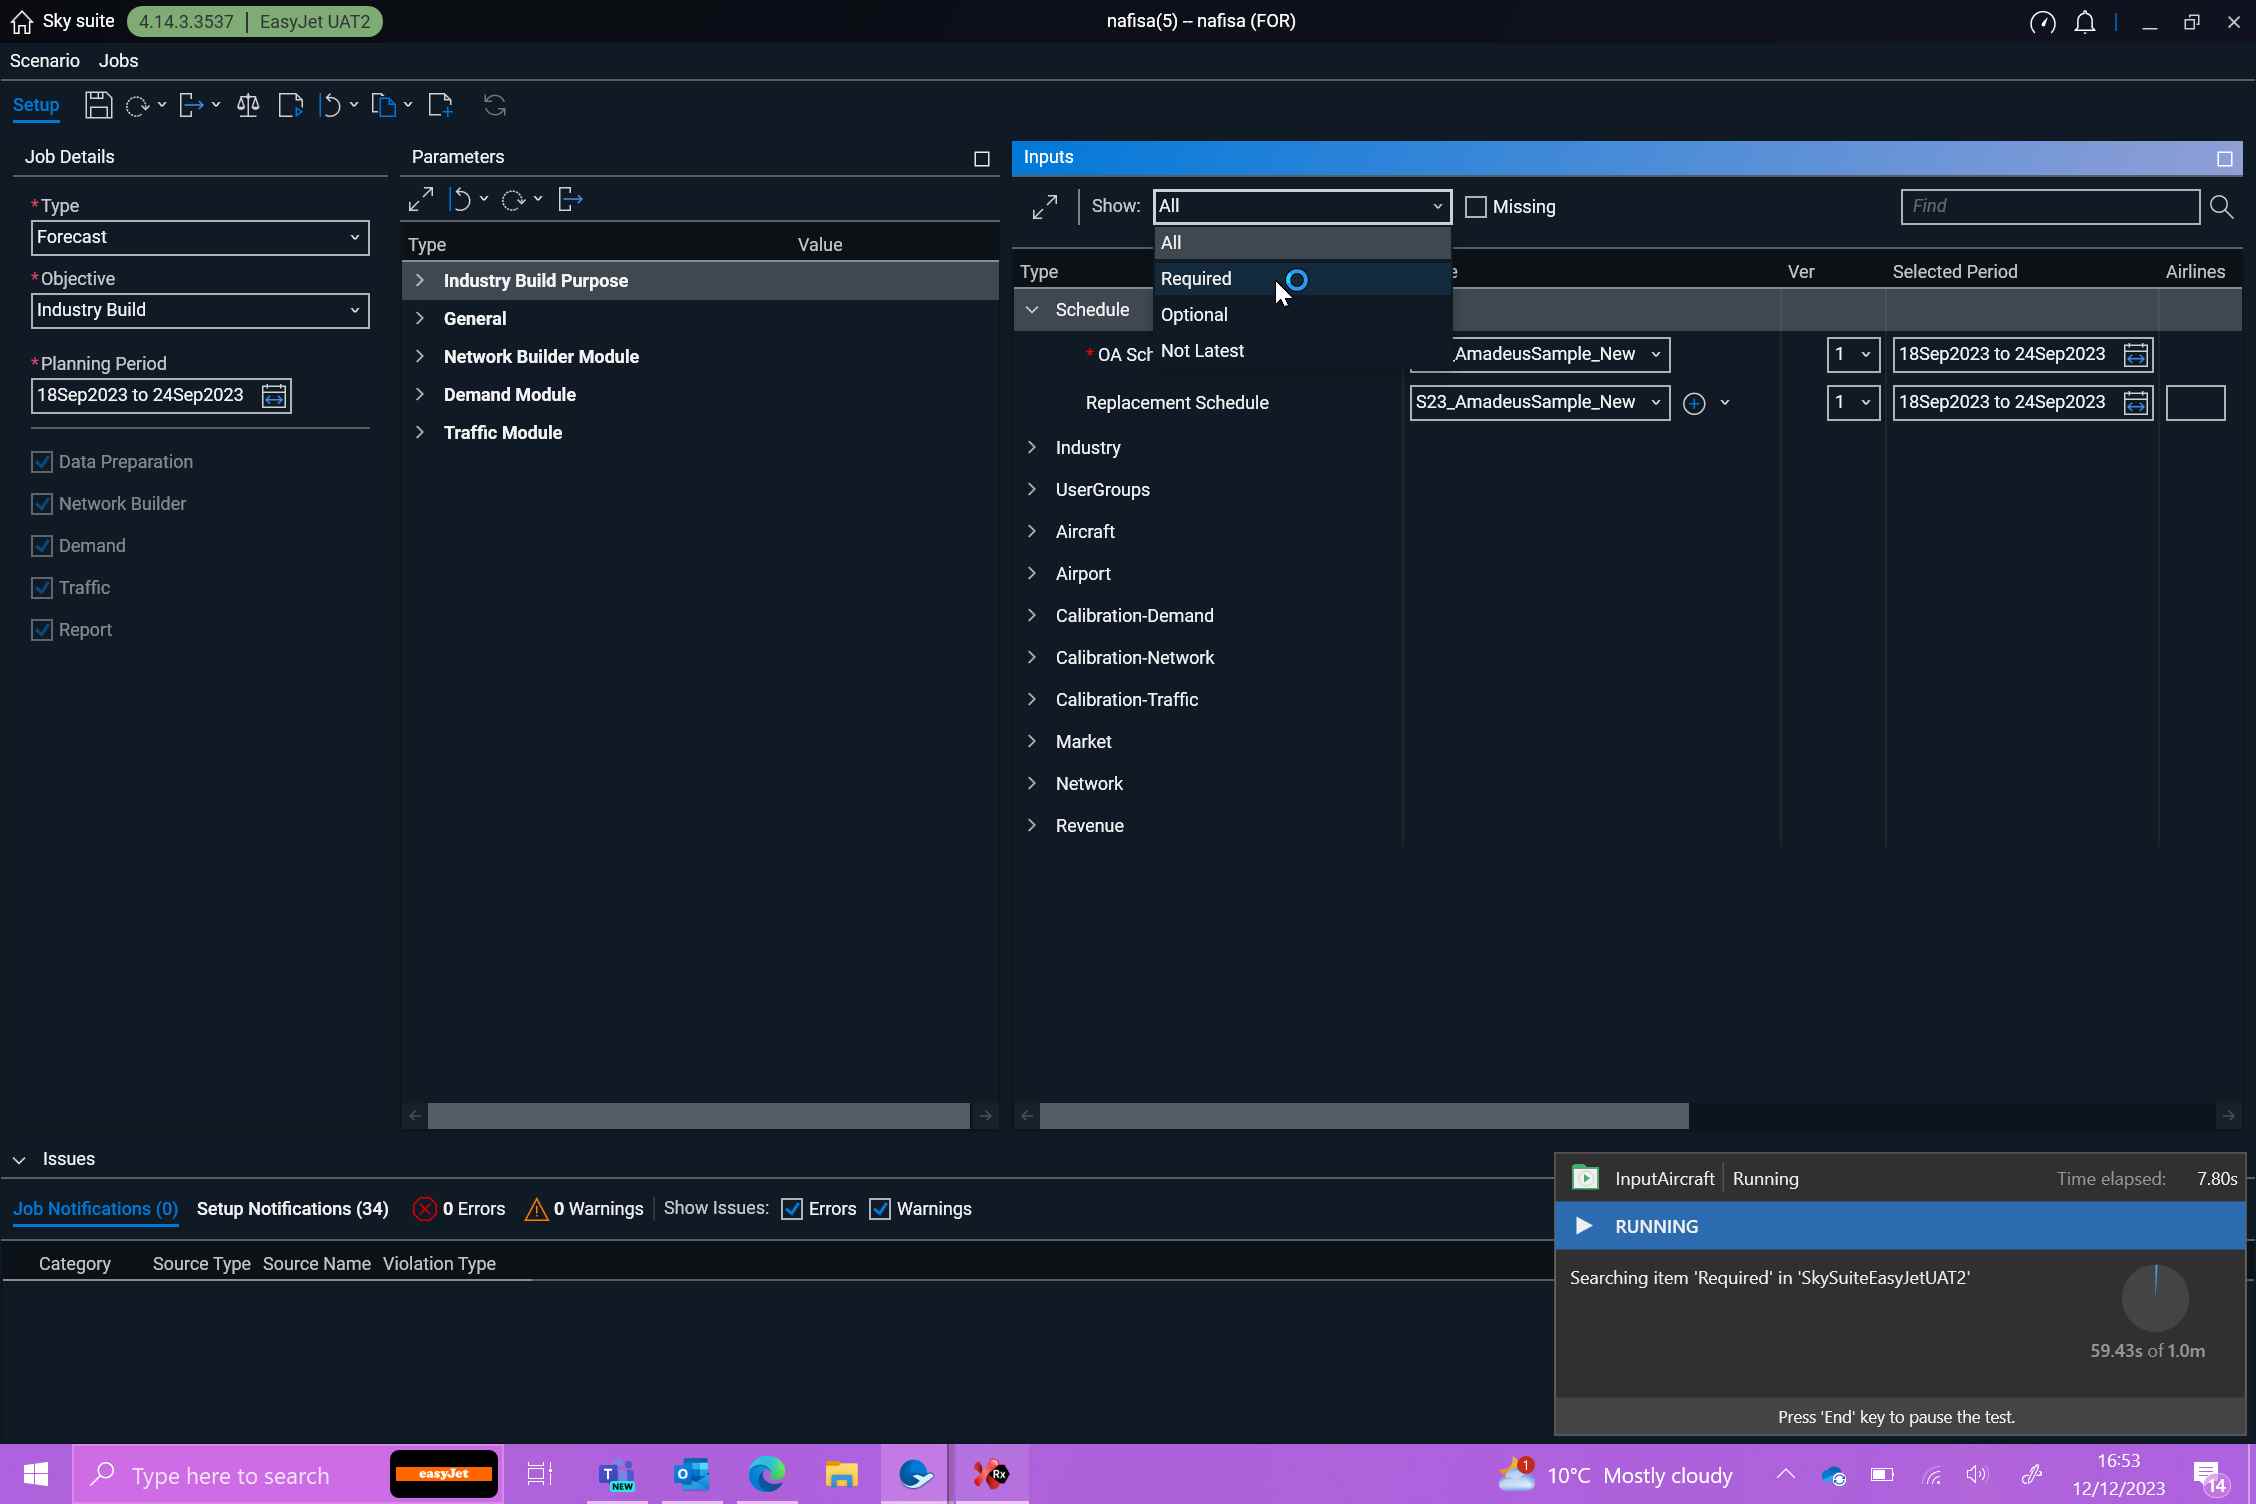 Sky suite 4.14.3.3537 | EasyJet UAT2 nafisa(5) – nafisa (FOR)
Scenario Jobs
Setup
Job Details
*Type
Forecast
*Objective
Industry Build
*Planning Period
18Sep2023 to 24Sep2023
Data Preparation
Network Builder
Demand
Traffic
Report
Parameters
Type Value
Industry Build Purpose
General
Network Builder Module
Demand Module
Traffic Module
Inputs
Show: All Missing Find
All
Required
Optional
Not Latest
Type e Ver Selected Period Airlines
Schedule
* OA Sch _AmadeusSample_New 1 18Sep2023 to 24Sep2023
Replacement Schedule S23_AmadeusSample_New 1 18Sep2023 to 24Sep2023
Industry
UserGroups
Aircraft
Airport
Calibration-Demand
Calibration-Network
Calibration-Traffic
Market
Network
Revenue
Issues
Job Notifications (0) Setup Notifications (34) 0 Errors 0 Warnings Show Issues: Errors Warnings
Category Source Type Source Name Violation Type
InputAircraft Running Time elapsed: 7.80s
RUNNING
Searching item 'Required' in 'SkySuiteEasyJetUAT2'
59.43s of 1.0m
Press 'End' key to pause the test.
Type here to search easyJet T NEW O Rx 1 10°C Mostly cloudy 16:53
12/12/2023 14